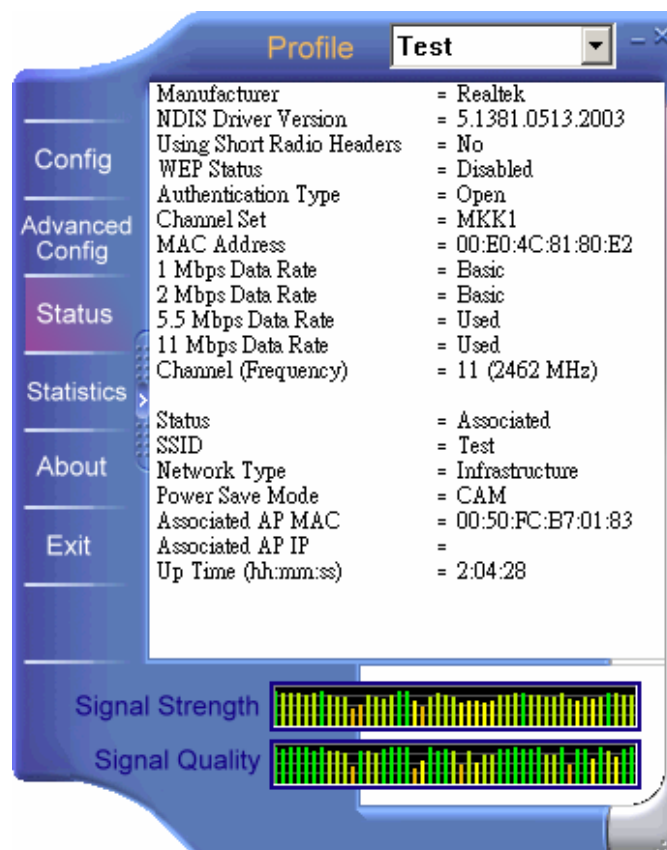 Profile Test
Config
Advanced
Config
Status
Statistics
About
Exit
Manufacturer = Realtek
NDIS Driver Version = 5.1381.0513.2003
Using Short Radio Headers = No
WEP Status = Disabled
Authentication Type = Open
Channel Set = MKK1
MAC Address = 00:E0:4C:81:80:E2
1 Mbps Data Rate = Basic
2 Mbps Data Rate = Basic
5.5 Mbps Data Rate = Used
11 Mbps Data Rate = Used
Channel (Frequency) = 11 (2462 MHz)
Status = Associated
SSID = Test
Network Type = Infrastructure
Power Save Mode = CAM
Associated AP MAC = 00:50:FC:B7:01:83
Associated AP IP =
Up Time (hh:mm:ss) = 2:04:28
Signal Strength
Signal Quality